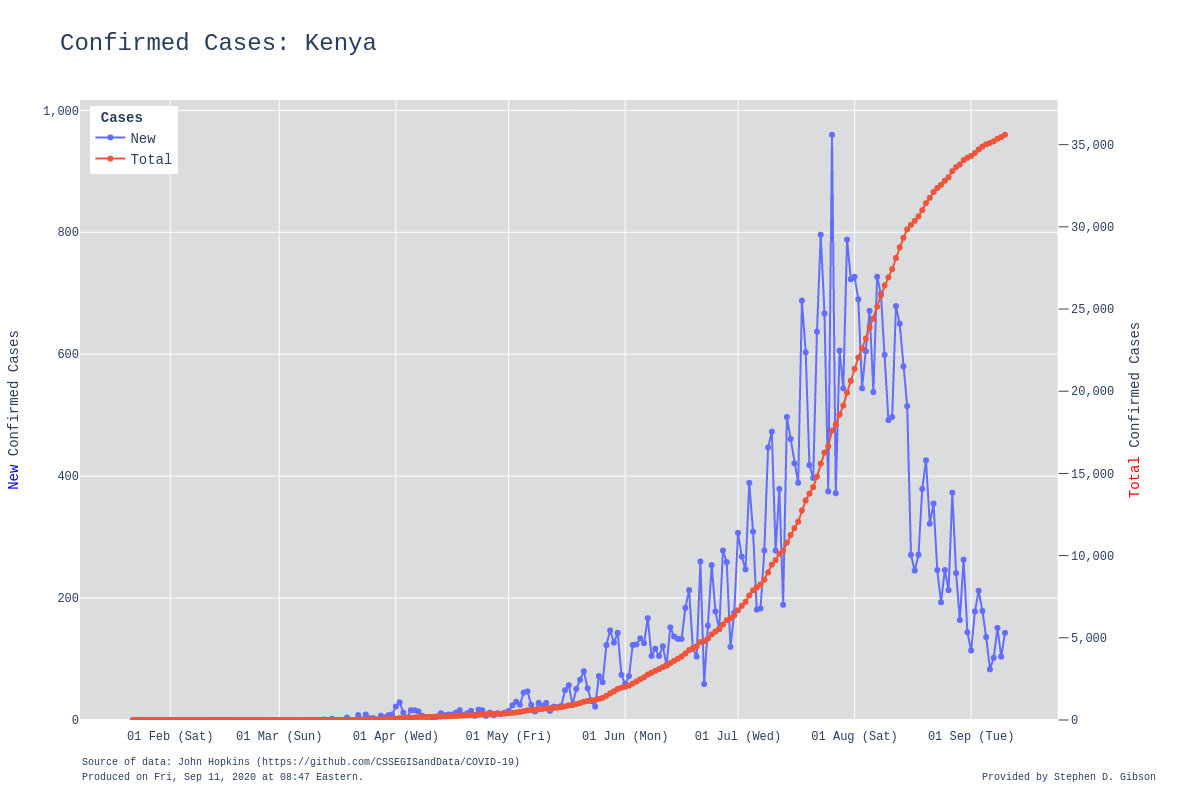 Confirmed Cases: Kenya
Cases
New
Total
1,000
800
600
400
200
0
35,000
30,000
25,000
20,000
15,000
10,000
5,000
0
New Confirmed Cases
Total Confirmed Cases
01 Feb (Sat)
01 Mar (Sun)
01 Apr (Wed)
01 May (Fri)
01 Jun (Mon)
01 Jul (Wed)
01 Aug (Sat)
01 Sep (Tue)
Source of data: John Hopkins (https://github.com/CSSEGISandData/COVID-19)
Produced on Fri, Sep 11, 2020 at 08:47 Eastern.
Provided by Stephen D. Gibson